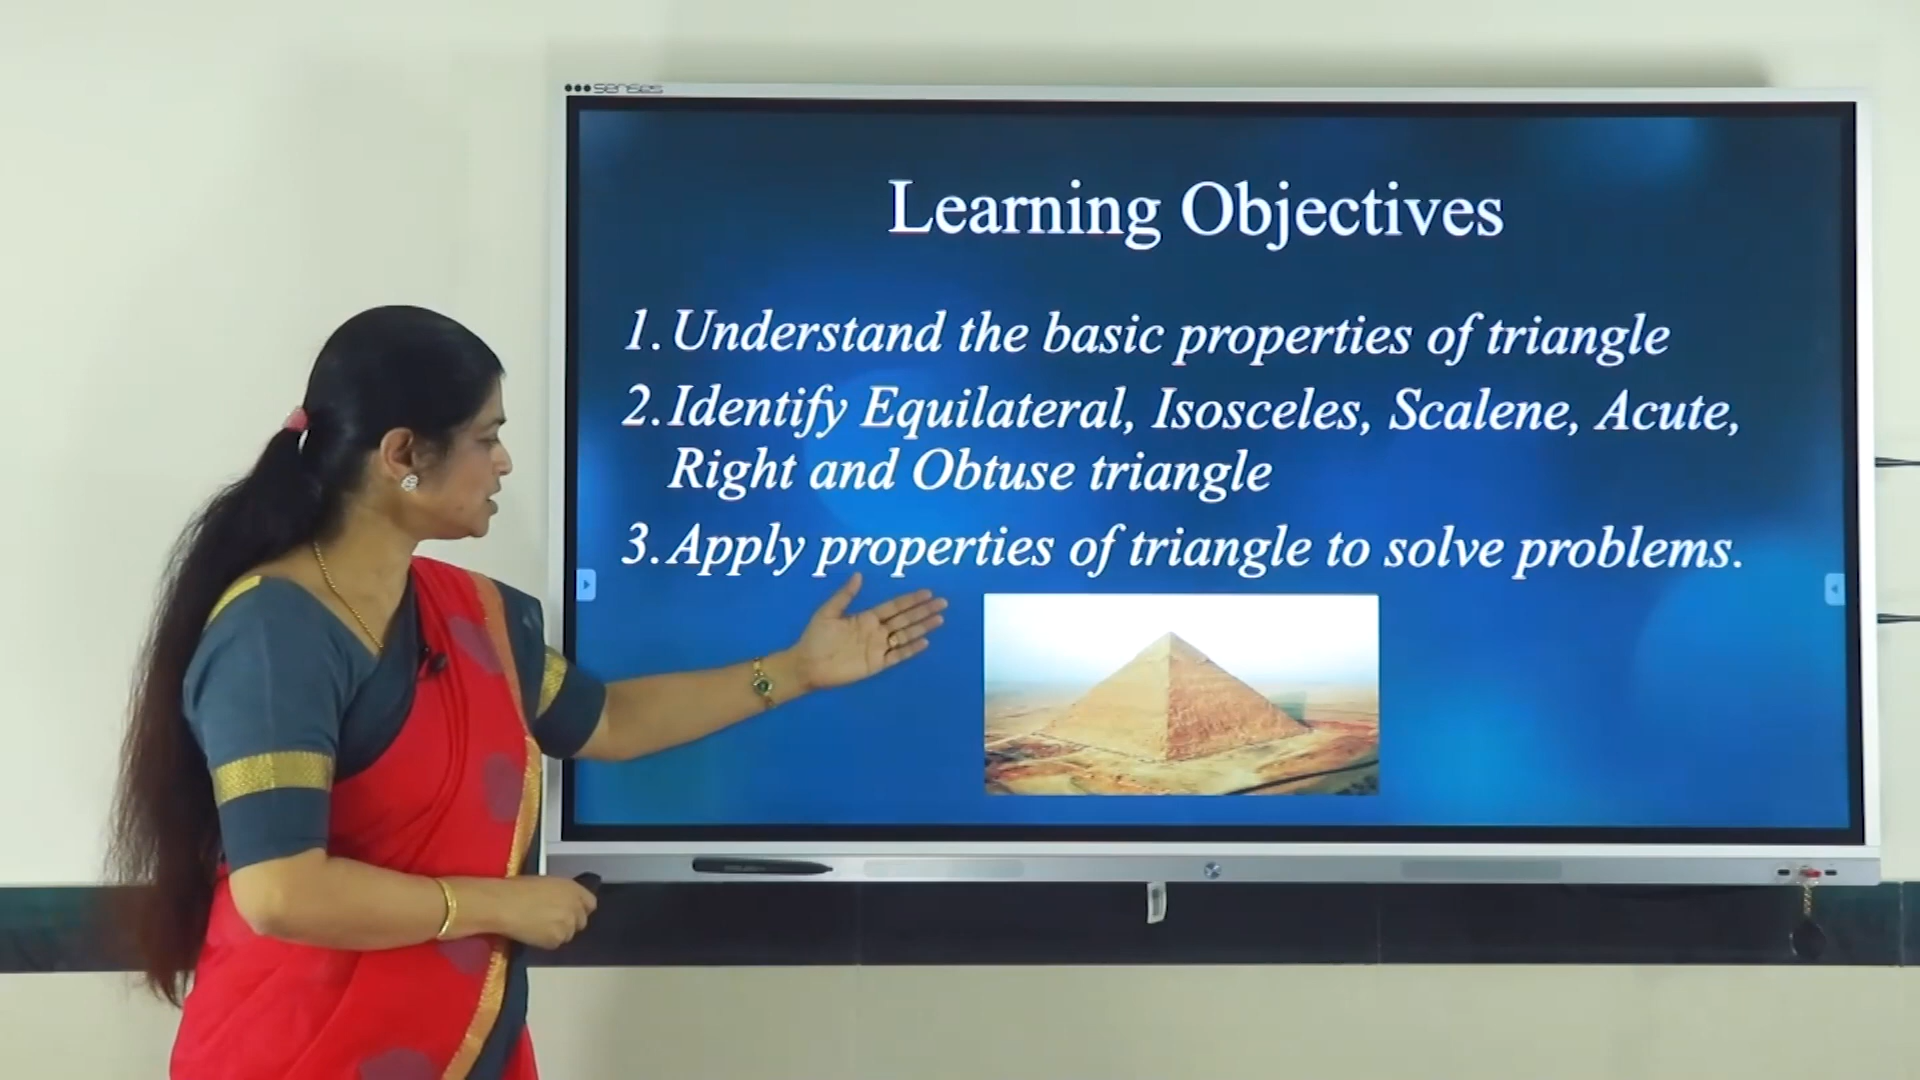 senses
Learning Objectives
1. Understand the basic properties of triangle
2. Identify Equilateral, Isosceles, Scalene, Acute,
Right and Obtuse triangle
3. Apply properties of triangle to solve problems.